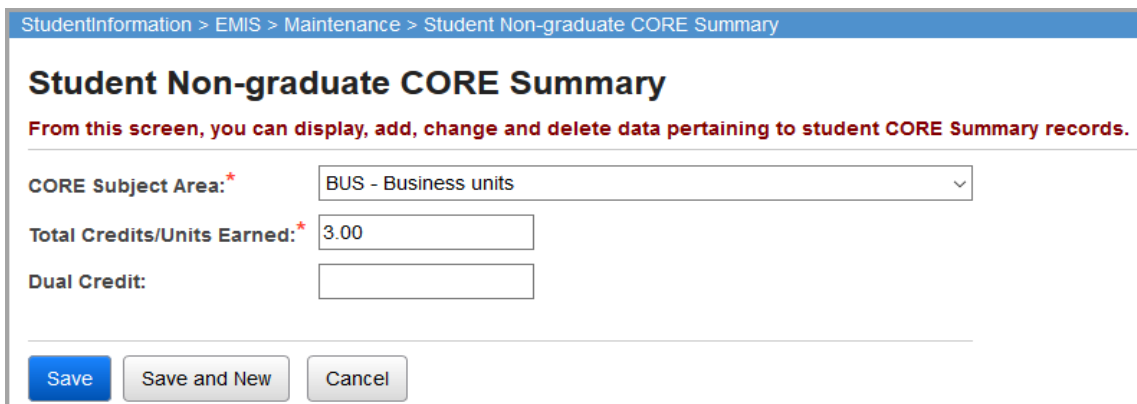 StudentInformation > EMIS > Maintenance > Student Non-graduate CORE Summary
Student Non-graduate CORE Summary
From this screen, you can display, add, change and delete data pertaining to student CORE Summary records.
CORE Subject Area:* BUS - Business units
Total Credits/Units Earned:* 3.00
Dual Credit:
Save Save and New Cancel